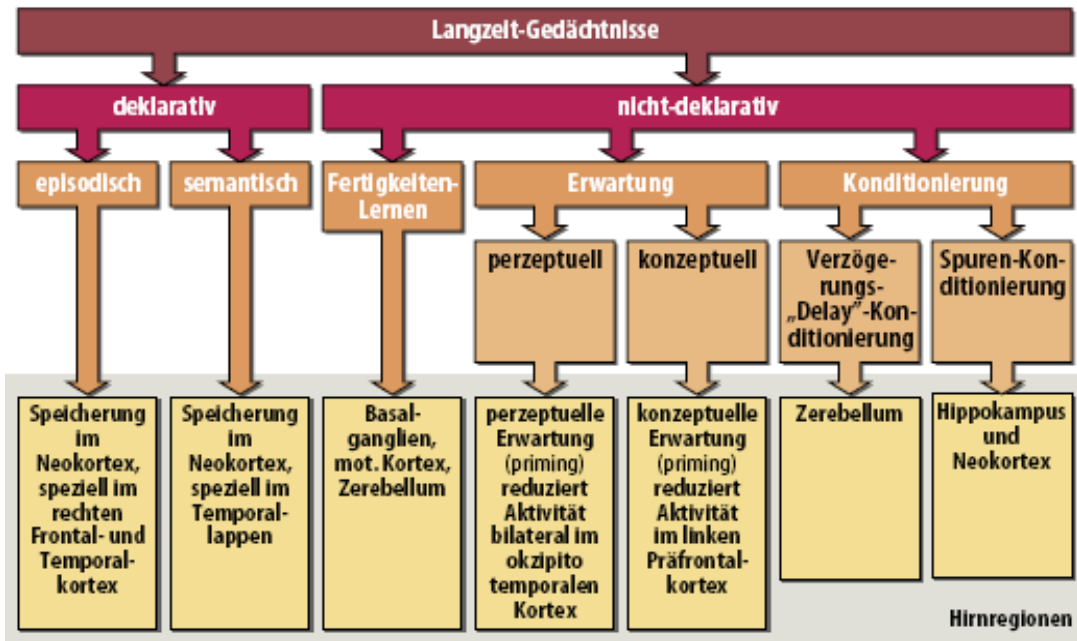 Langzeit-Gedächtnisse
deklarativ
nicht-deklarativ
episodisch
semantisch
Fertigkeiten-
Lernen
Erwartung
Konditionierung
perzeptuell
konzeptuell
Verzöge-
rungs-
„Delay”-Kon-
ditionierung
Spuren-Kon-
ditionierung
Speicherung
im
Neokortex,
speziell im
rechten
Frontal- und
Temporal-
kortex
Speicherung
im
Neokortex,
speziell im
Temporal-
lappen
Basal-
ganglien,
mot. Kortex,
Zerebellum
perzeptuelle
Erwartung
(priming)
reduziert
Aktivität
bilateral im
okzipito
temporalen
Kortex
konzeptuelle
Erwartung
(priming)
reduziert
Aktivität
im linken
Präfrontal-
kortex
Zerebellum
Hippokampus
und
Neokortex
Hirnregionen